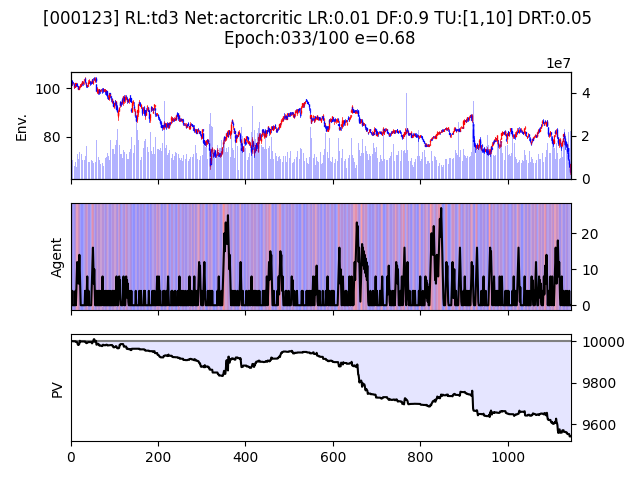 [000123] RL:td3 Net:actorcritic LR:0.01 DF:0.9 TU:[1,10] DRT:0.05
Epoch:033/100 e=0.68
1e7
Env.
100
80
4
2
0
Agent
20
10
0
PV
10000
9800
9600
0
200
400
600
800
1000